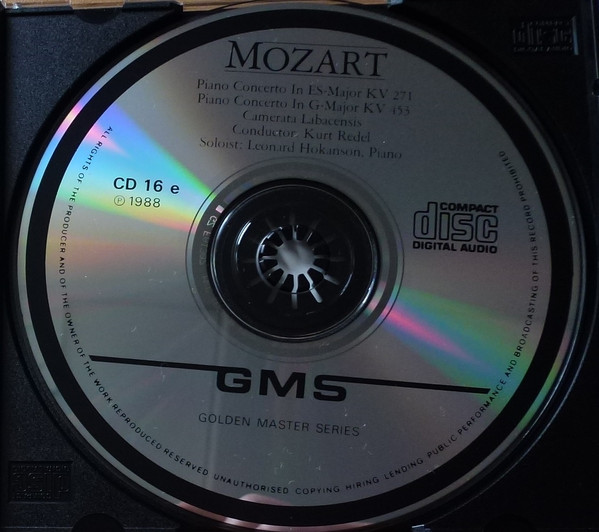 MOZART
Piano Concerto In ES-Major KV 271
Piano Concerto In G-Major KV 453
Camerata Labacensis
Conductor: Kurt Redel
Soloist: Leonard Hokanson, Piano
CD 16 e
℗ 1988
COMPACT
disc
DIGITAL AUDIO
GMS
GOLDEN MASTER SERIES
ALL RIGHTS OF THE PRODUCER AND OF THE OWNER OF THE WORK REPRODUCED RESERVED. UNAUTHORISED COPYING, HIRING, LENDING, PUBLIC PERFORMANCE AND BROADCASTING OF THIS RECORD PROHIBITED